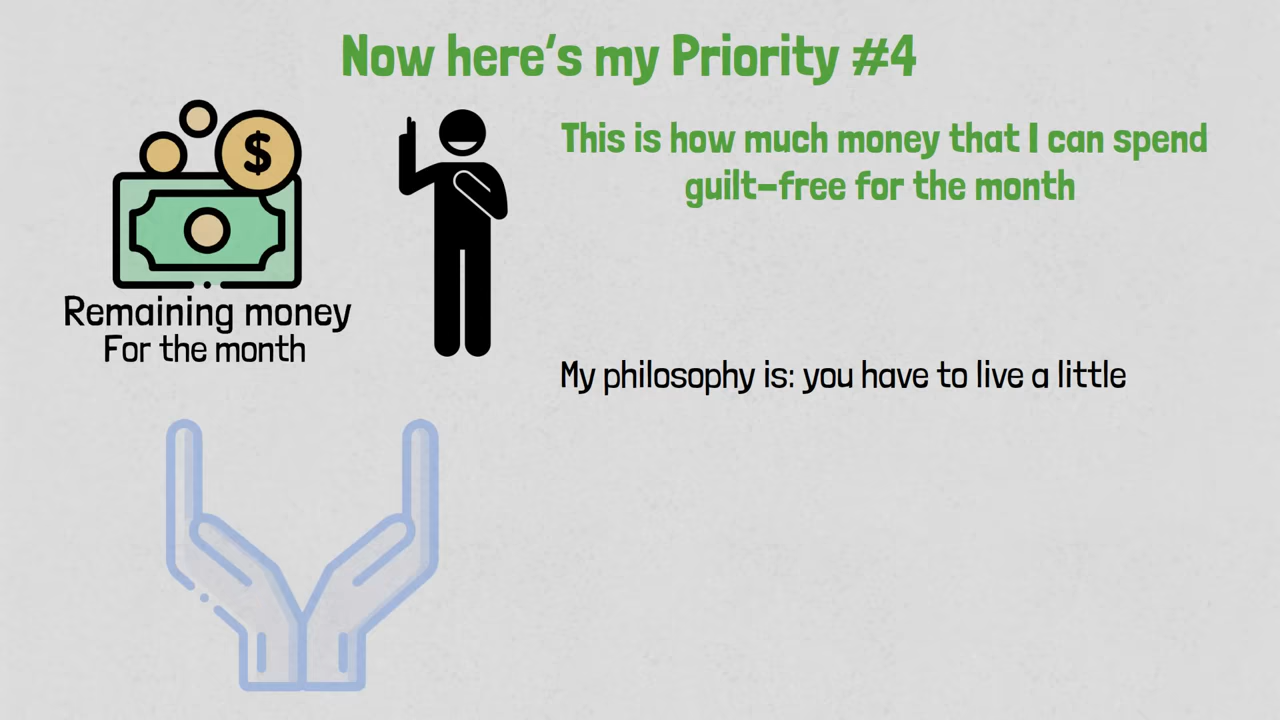 Now here's my Priority #4
$
This is how much money that I can spend
guilt-free for the month
Remaining money
For the month
My philosophy is: you have to live a little